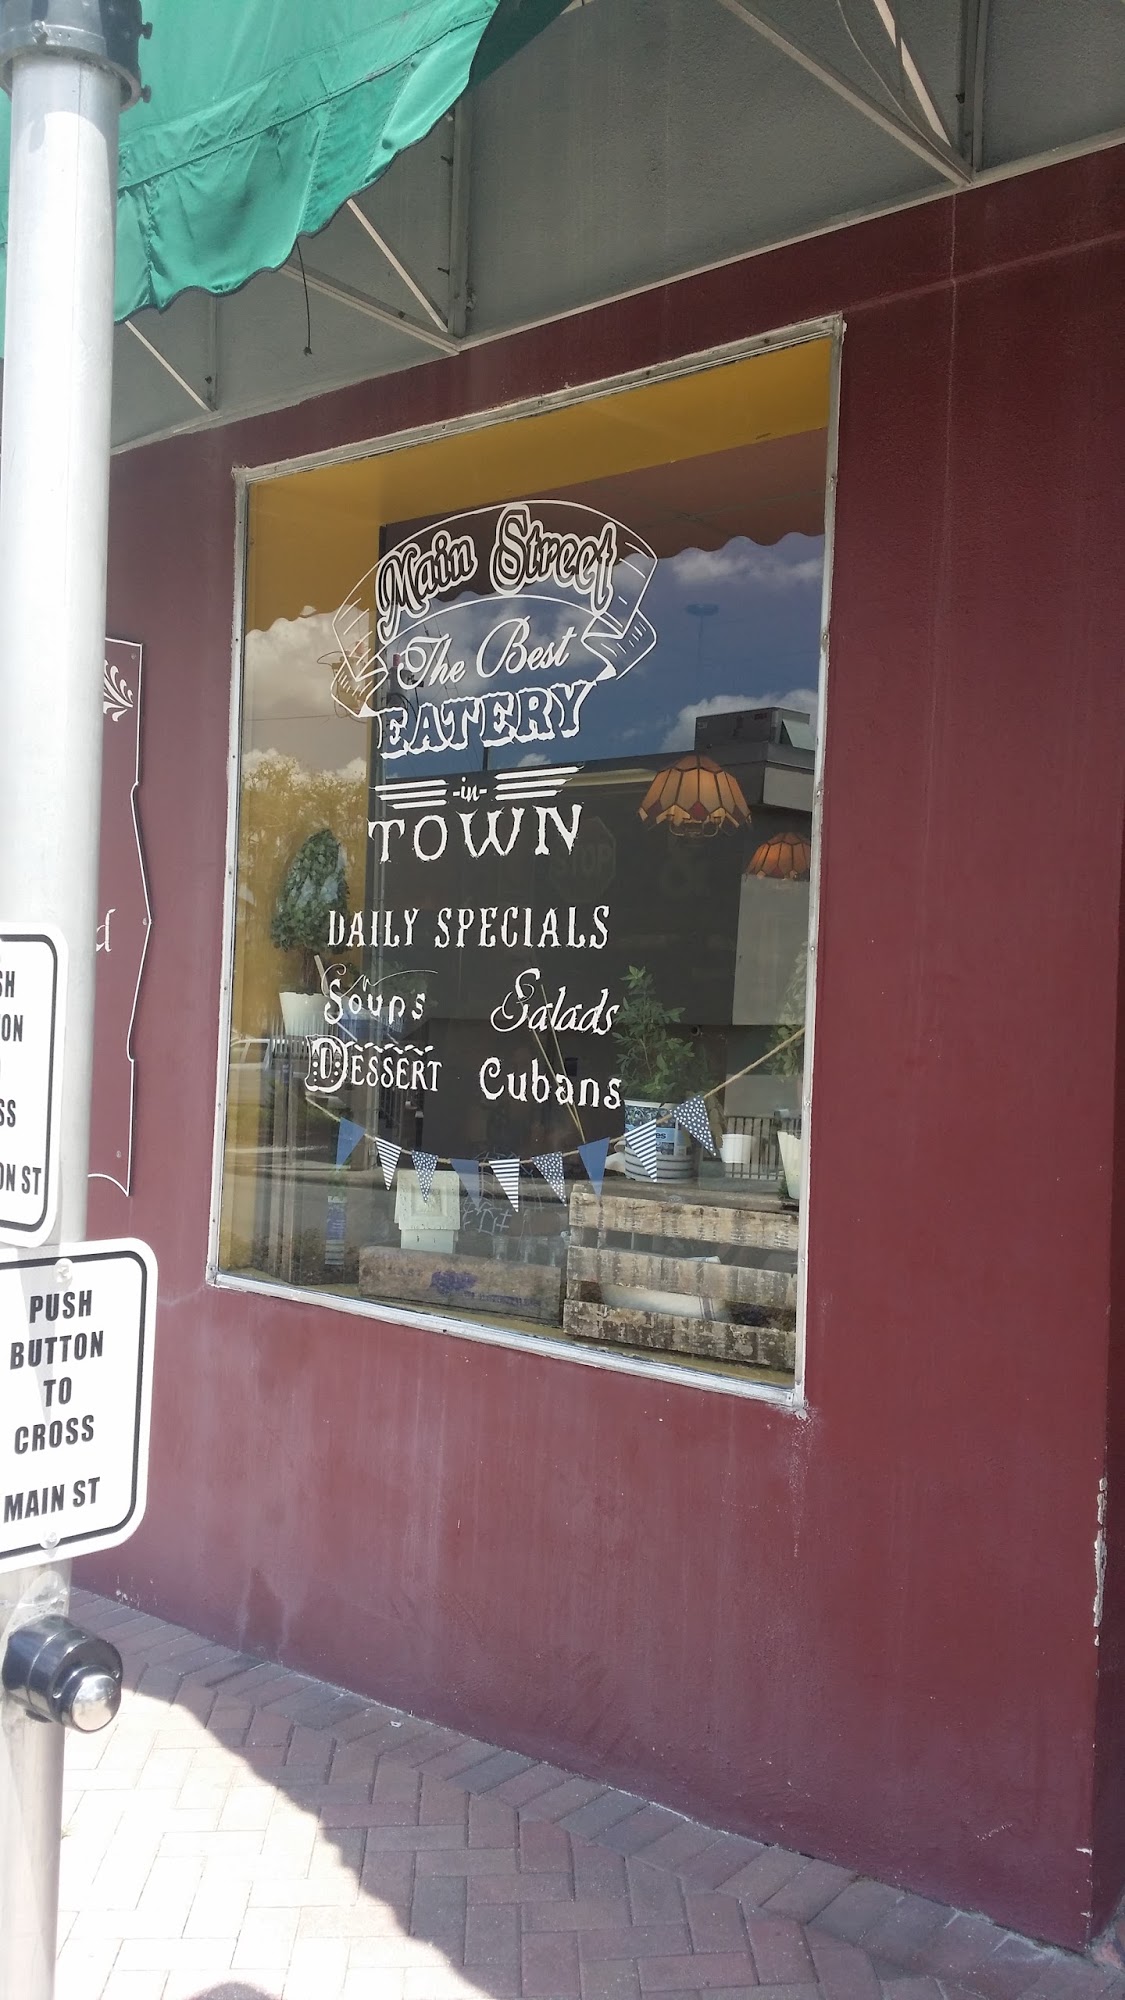 Main Street
The Best
EATERY
-in-
TOWN
DAILY SPECIALS
Soups Salads
DESSERT Cubans
STOP
PUSH
BUTTON
TO
CROSS
MAIN ST